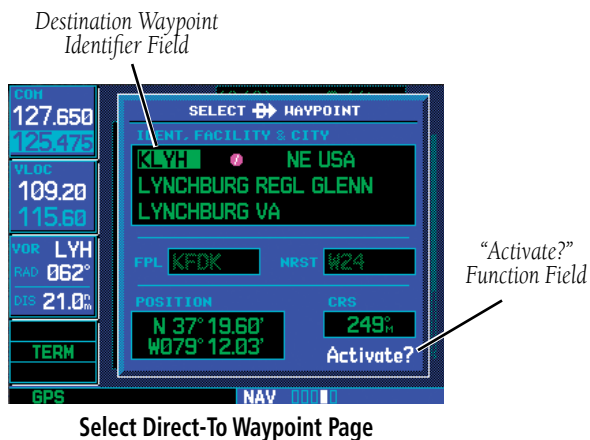 Destination Waypoint
Identifier Field
COM
127.650
125.475
VLOC
109.20
115.60
VOR LYH
RAD 062°
DIS 21.0nm
TERM
GPS
SELECT WAYPOINT
IDENT, FACILITY & CITY
KLYH NE USA
LYNCHBURG REGL GLENN
LYNCHBURG VA
FPL KFDK NRST W24
POSITION CRS
N 37°19.60' 249°M
W079°12.03'
Activate?
NAV
“Activate?”
Function Field
Select Direct-To Waypoint Page